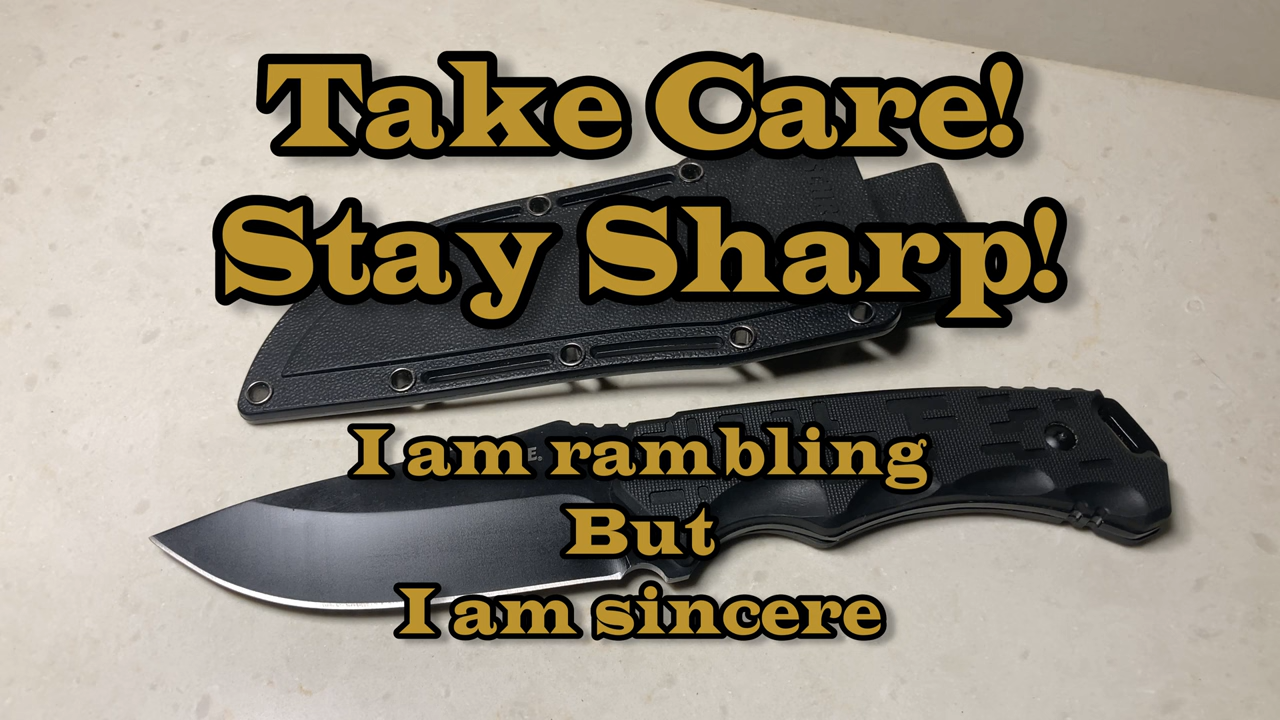 Take Care!
Stay Sharp!
I am rambling
But
I am sincere